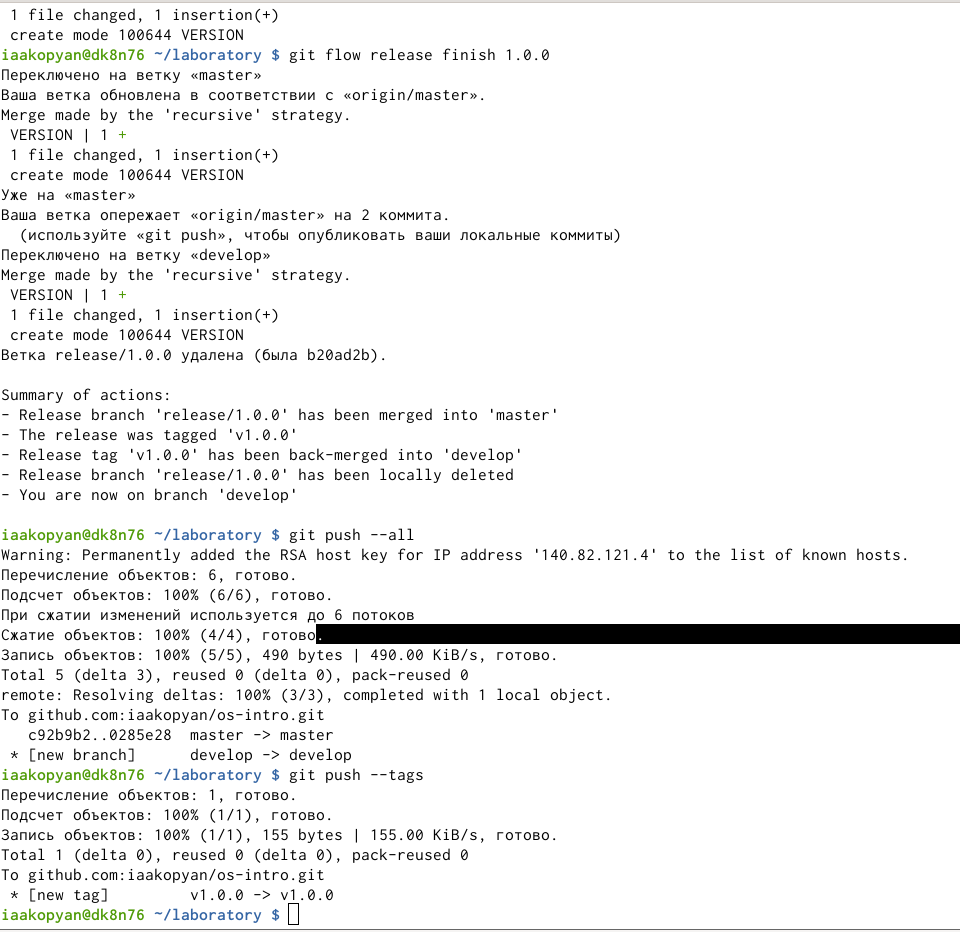 1 file changed, 1 insertion(+)
create mode 100644 VERSION
iaakopyan@dk8n76 ~/laboratory $ git flow release finish 1.0.0
Переключено на ветку «master»
Ваша ветка обновлена в соответствии с «origin/master».
Merge made by the 'recursive' strategy.
VERSION | 1 +
1 file changed, 1 insertion(+)
create mode 100644 VERSION
Уже на «master»
Ваша ветка опережает «origin/master» на 2 коммита.
(используйте «git push», чтобы опубликовать ваши локальные коммиты)
Переключено на ветку «develop»
Merge made by the 'recursive' strategy.
VERSION | 1 +
1 file changed, 1 insertion(+)
create mode 100644 VERSION
Ветка release/1.0.0 удалена (была b20ad2b).
Summary of actions:
- Release branch 'release/1.0.0' has been merged into 'master'
- The release was tagged 'v1.0.0'
- Release tag 'v1.0.0' has been back-merged into 'develop'
- Release branch 'release/1.0.0' has been locally deleted
- You are now on branch 'develop'
iaakopyan@dk8n76 ~/laboratory $ git push --all
Warning: Permanently added the RSA host key for IP address '140.82.121.4' to the list of known hosts.
Перечисление объектов: 6, готово.
Подсчет объектов: 100% (6/6), готово.
При сжатии изменений используется до 6 потоков
Сжатие объектов: 100% (4/4), готово.
Запись объектов: 100% (5/5), 490 bytes | 490.00 KiB/s, готово.
Total 5 (delta 3), reused 0 (delta 0), pack-reused 0
remote: Resolving deltas: 100% (3/3), completed with 1 local object.
To github.com:iaakopyan/os-intro.git
c92b9b2..0285e28 master -> master
* [new branch] develop -> develop
iaakopyan@dk8n76 ~/laboratory $ git push --tags
Перечисление объектов: 1, готово.
Подсчет объектов: 100% (1/1), готово.
Запись объектов: 100% (1/1), 155 bytes | 155.00 KiB/s, готово.
Total 1 (delta 0), reused 0 (delta 0), pack-reused 0
To github.com:iaakopyan/os-intro.git
* [new tag] v1.0.0 -> v1.0.0
iaakopyan@dk8n76 ~/laboratory $